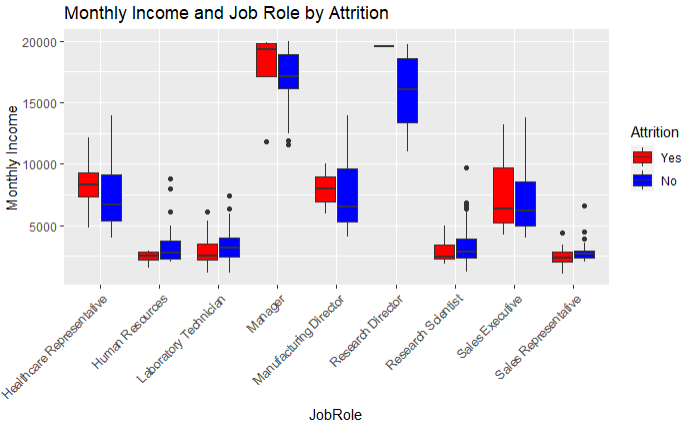 Monthly Income and Job Role by Attrition
20000
15000
10000
5000
Monthly Income
Healthcare Representative
Human Resources
Laboratory Technician
Manager
Manufacturing Director
Research Director
Research Scientist
Sales Executive
Sales Representative
JobRole
Attrition
Yes
No